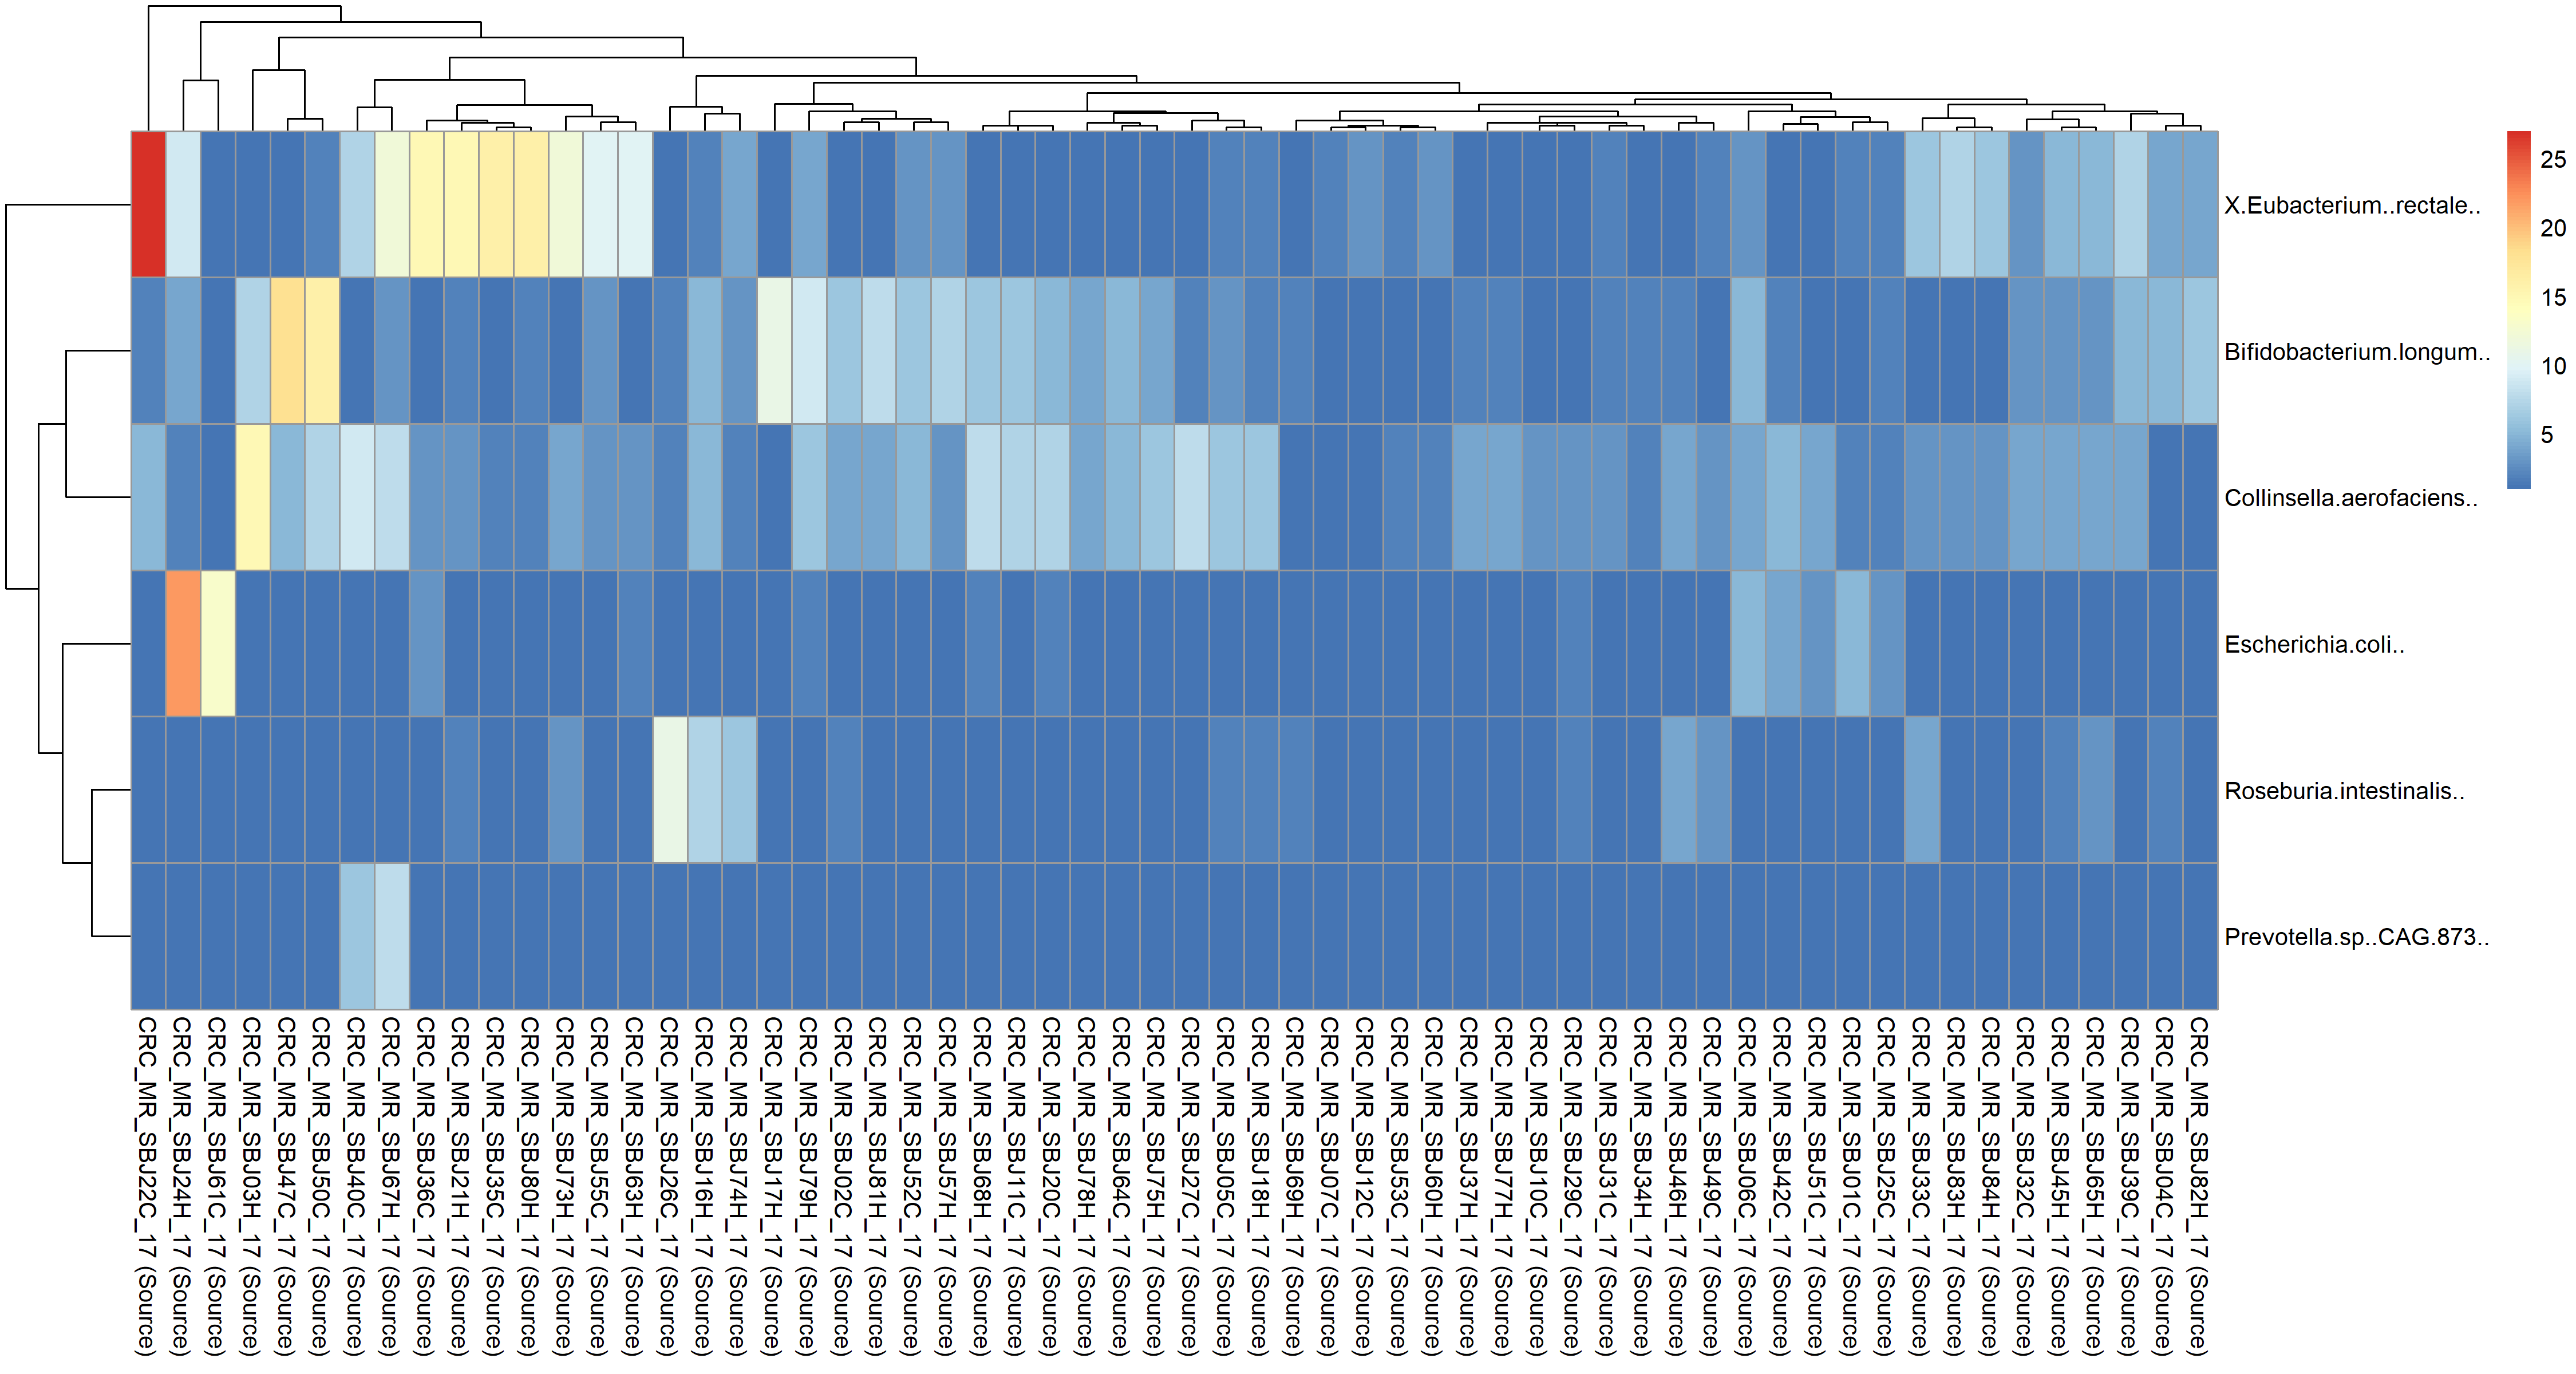 X.Eubacterium..rectale..
Bifidobacterium.longum..
Collinsella.aerofaciens..
Escherichia.coli..
Roseburia.intestinalis..
Prevotella.sp..CAG.873..
25
20
15
10
5
CRC_MR_SBJ22C_17 (Source)
CRC_MR_SBJ24H_17 (Source)
CRC_MR_SBJ61C_17 (Source)
CRC_MR_SBJ03H_17 (Source)
CRC_MR_SBJ47C_17 (Source)
CRC_MR_SBJ50C_17 (Source)
CRC_MR_SBJ40C_17 (Source)
CRC_MR_SBJ67H_17 (Source)
CRC_MR_SBJ36C_17 (Source)
CRC_MR_SBJ21H_17 (Source)
CRC_MR_SBJ35C_17 (Source)
CRC_MR_SBJ80H_17 (Source)
CRC_MR_SBJ73H_17 (Source)
CRC_MR_SBJ55C_17 (Source)
CRC_MR_SBJ63H_17 (Source)
CRC_MR_SBJ26C_17 (Source)
CRC_MR_SBJ16H_17 (Source)
CRC_MR_SBJ74H_17 (Source)
CRC_MR_SBJ17H_17 (Source)
CRC_MR_SBJ79H_17 (Source)
CRC_MR_SBJ02C_17 (Source)
CRC_MR_SBJ81H_17 (Source)
CRC_MR_SBJ52C_17 (Source)
CRC_MR_SBJ57H_17 (Source)
CRC_MR_SBJ68H_17 (Source)
CRC_MR_SBJ11C_17 (Source)
CRC_MR_SBJ20C_17 (Source)
CRC_MR_SBJ78H_17 (Source)
CRC_MR_SBJ64C_17 (Source)
CRC_MR_SBJ75H_17 (Source)
CRC_MR_SBJ27C_17 (Source)
CRC_MR_SBJ05C_17 (Source)
CRC_MR_SBJ18H_17 (Source)
CRC_MR_SBJ69H_17 (Source)
CRC_MR_SBJ07C_17 (Source)
CRC_MR_SBJ12C_17 (Source)
CRC_MR_SBJ53C_17 (Source)
CRC_MR_SBJ60H_17 (Source)
CRC_MR_SBJ37H_17 (Source)
CRC_MR_SBJ77H_17 (Source)
CRC_MR_SBJ10C_17 (Source)
CRC_MR_SBJ29C_17 (Source)
CRC_MR_SBJ31C_17 (Source)
CRC_MR_SBJ34H_17 (Source)
CRC_MR_SBJ46H_17 (Source)
CRC_MR_SBJ49C_17 (Source)
CRC_MR_SBJ06C_17 (Source)
CRC_MR_SBJ42C_17 (Source)
CRC_MR_SBJ51C_17 (Source)
CRC_MR_SBJ01C_17 (Source)
CRC_MR_SBJ25C_17 (Source)
CRC_MR_SBJ33C_17 (Source)
CRC_MR_SBJ83H_17 (Source)
CRC_MR_SBJ84H_17 (Source)
CRC_MR_SBJ32C_17 (Source)
CRC_MR_SBJ45H_17 (Source)
CRC_MR_SBJ65H_17 (Source)
CRC_MR_SBJ39C_17 (Source)
CRC_MR_SBJ04C_17 (Source)
CRC_MR_SBJ82H_17 (Source)